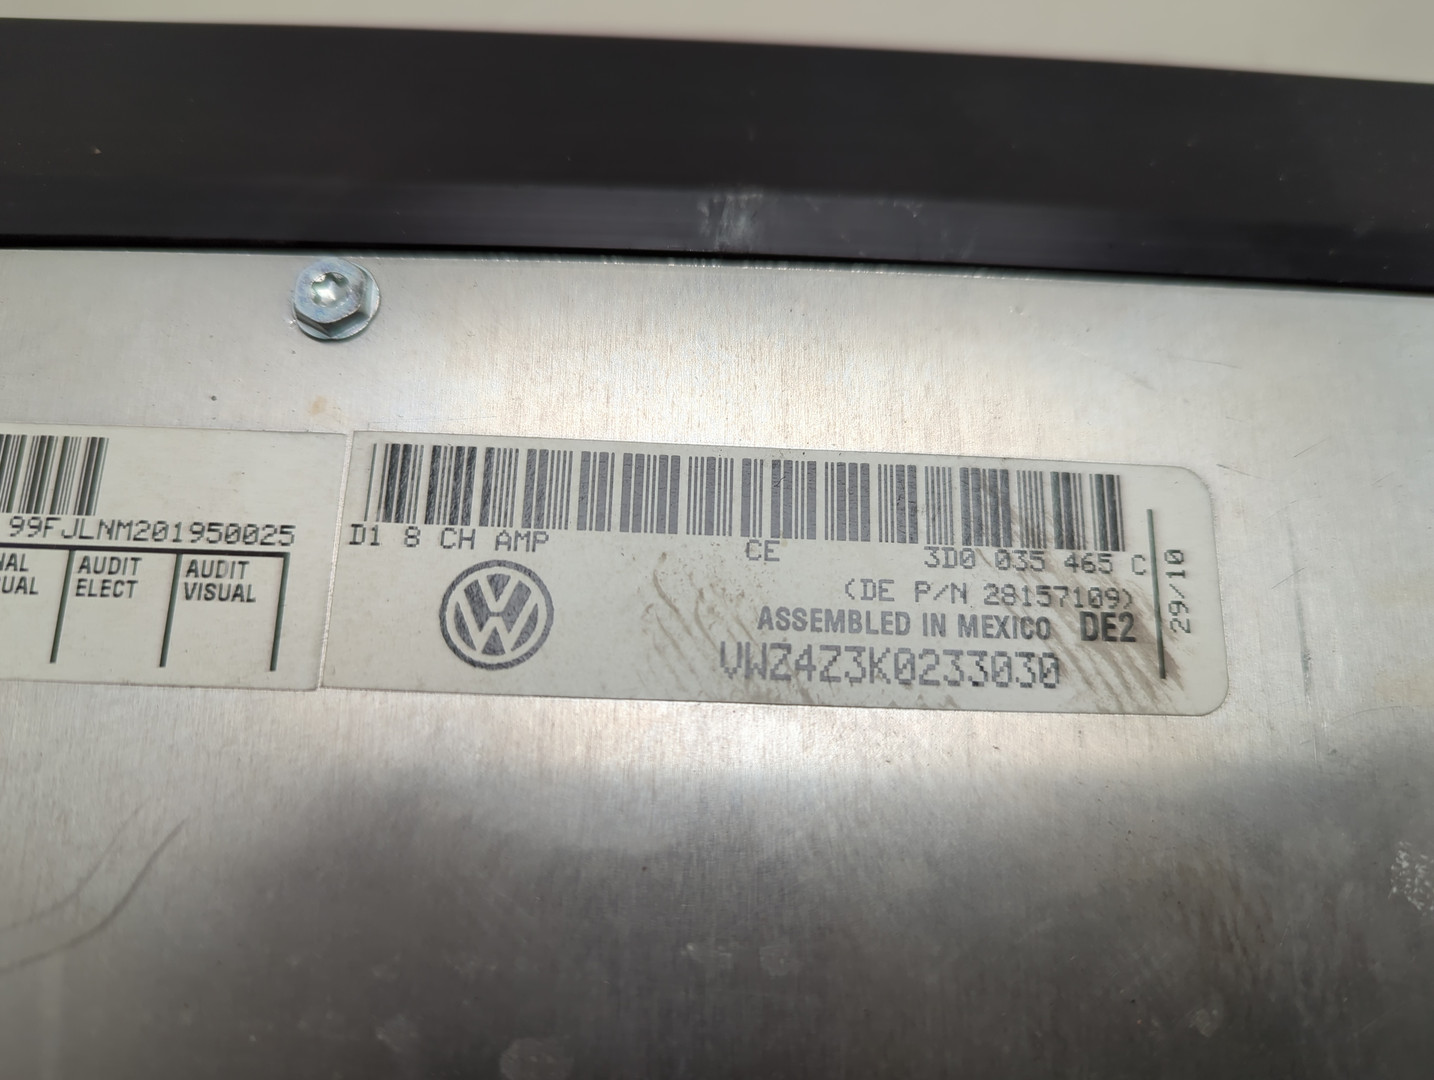 99FJLNM201950025
NAL
UAL
AUDIT
ELECT
AUDIT
VISUAL
D1 8 CH AMP
CE
3D0 035 465 C
(DE P/N 28157109)
ASSEMBLED IN MEXICO DE2
VWZ4Z3K0233030
29/10